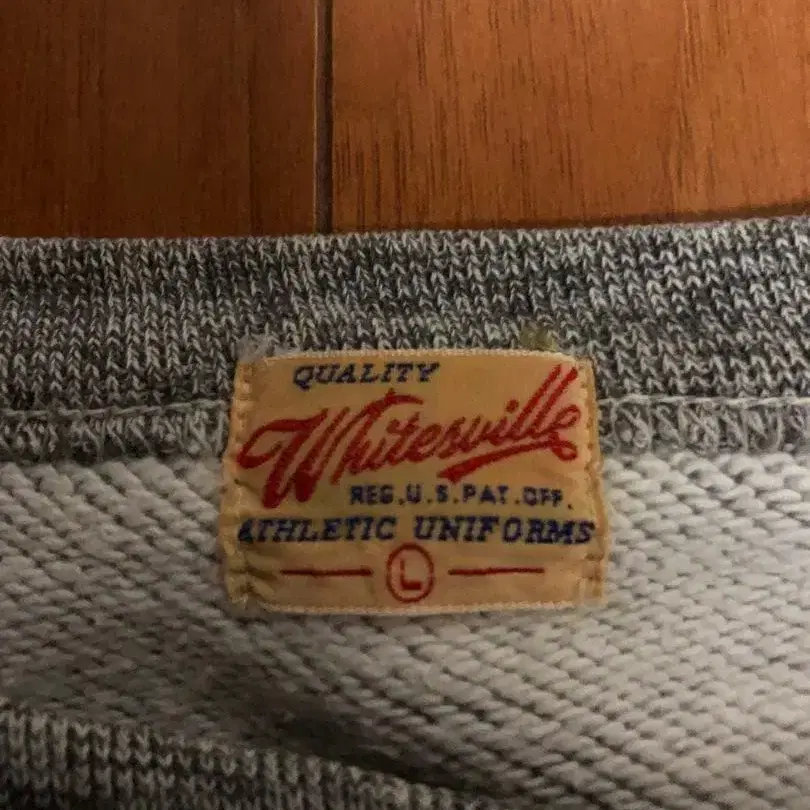 QUALITY
Whitesville
REG.U.S.PAT.OFF.
ATHLETIC UNIFORMS
L